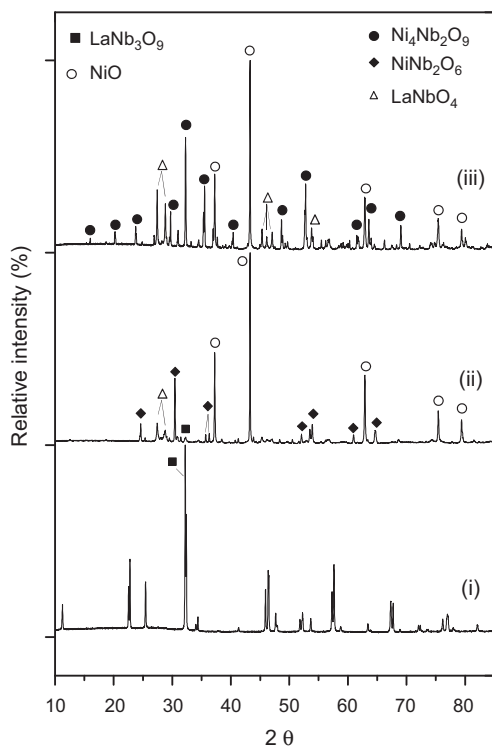 ■ LaNb₃O₉
○ NiO
● Ni₄Nb₂O₉
◆ NiNb₂O₆
△ LaNbO₄
(iii)
(ii)
(i)
Relative intensity (%)
10 20 30 40 50 60 70 80
2 θ